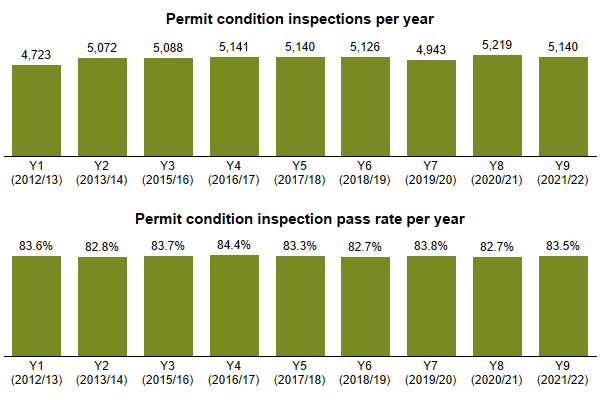 Permit condition inspections per year
4,723 5,072 5,088 5,141 5,140 5,126 4,943 5,219 5,140
Y1 Y2 Y3 Y4 Y5 Y6 Y7 Y8 Y9
(2012/13) (2013/14) (2015/16) (2016/17) (2017/18) (2018/19) (2019/20) (2020/21) (2021/22)
Permit condition inspection pass rate per year
83.6% 82.8% 83.7% 84.4% 83.3% 82.7% 83.8% 82.7% 83.5%
Y1 Y2 Y3 Y4 Y5 Y6 Y7 Y8 Y9
(2012/13) (2013/14) (2015/16) (2016/17) (2017/18) (2018/19) (2019/20) (2020/21) (2021/22)